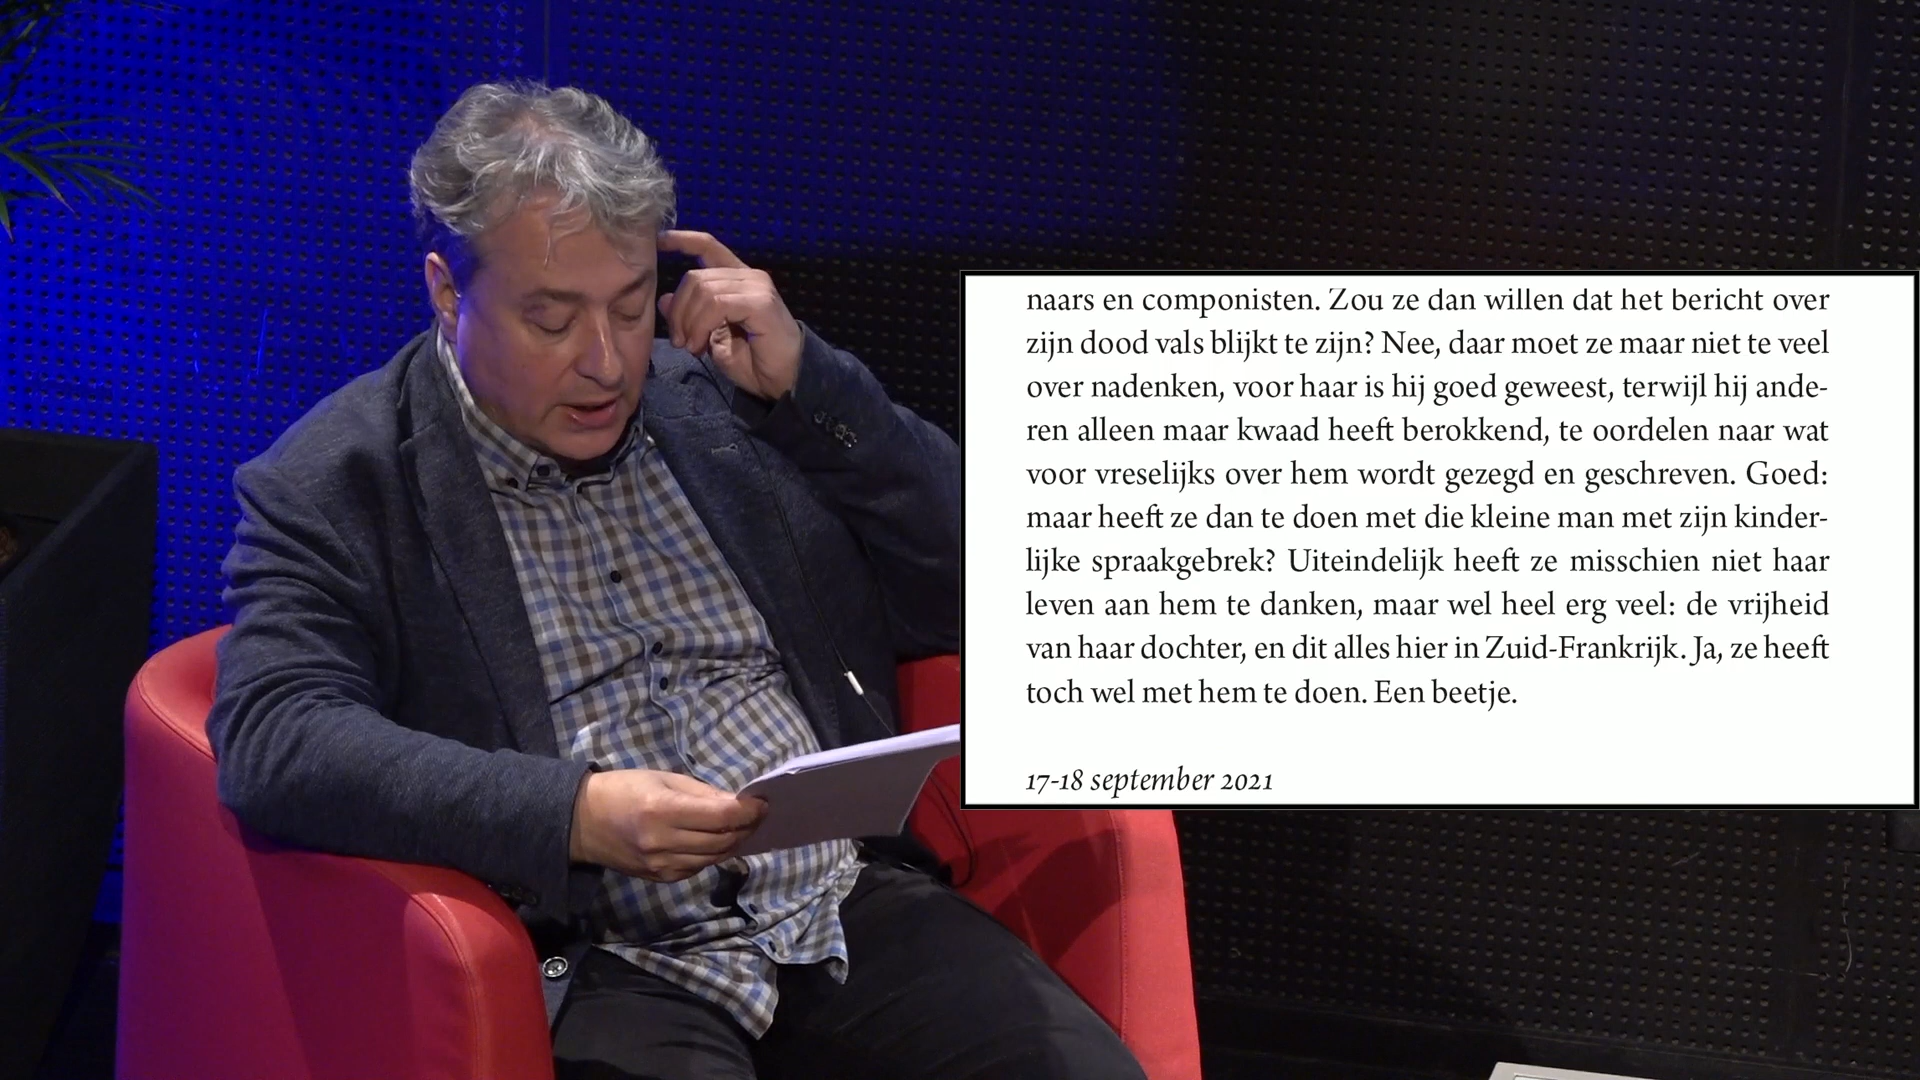 naars en componisten. Zou ze dan willen dat het bericht over
zijn dood vals blijkt te zijn? Nee, daar moet ze maar niet te veel
over nadenken, voor haar is hij goed geweest, terwijl hij ande-
ren alleen maar kwaad heeft berokkend, te oordelen naar wat
voor vreselijks over hem wordt gezegd en geschreven. Goed:
maar heeft ze dan te doen met die kleine man met zijn kinder-
lijke spraakgebrek? Uiteindelijk heeft ze misschien niet haar
leven aan hem te danken, maar wel heel erg veel: de vrijheid
van haar dochter, en dit alles hier in Zuid-Frankrijk. Ja, ze heeft
toch wel met hem te doen. Een beetje.
17-18 september 2021